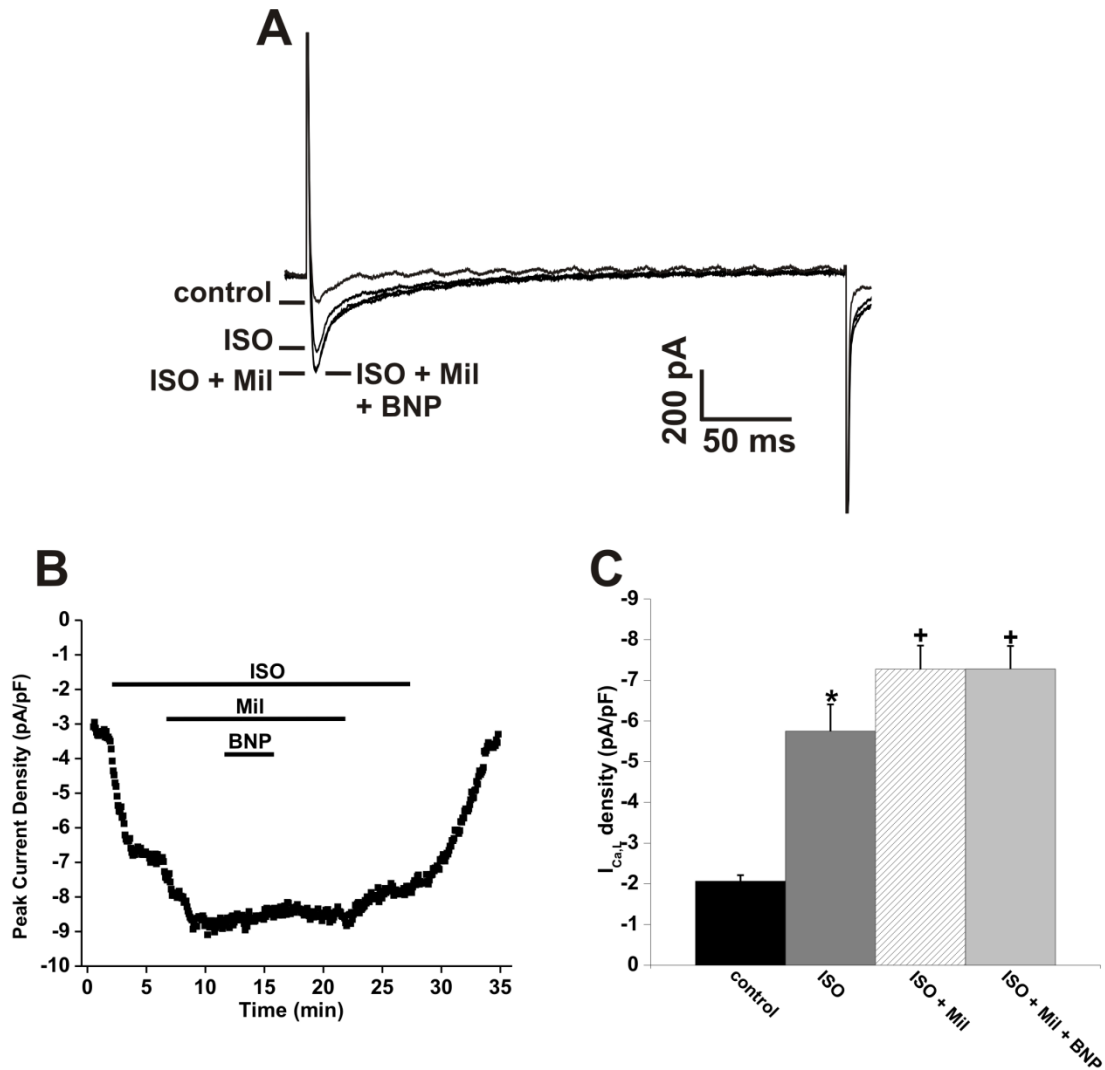 A
control
ISO
ISO + Mil
ISO + Mil
+ BNP
200 pA
50 ms
B
0
-1
-2
-3
-4
-5
-6
-7
-8
-9
-10
Peak Current Density (pA/pF)
ISO
Mil
BNP
0 5 10 15 20 25 30 35
Time (min)
C
-9
-8
-7
-6
-5
-4
-3
-2
-1
0
I Ca,L density (pA/pF)
*
+
+
control
ISO
ISO + Mil
ISO + Mil + BNP